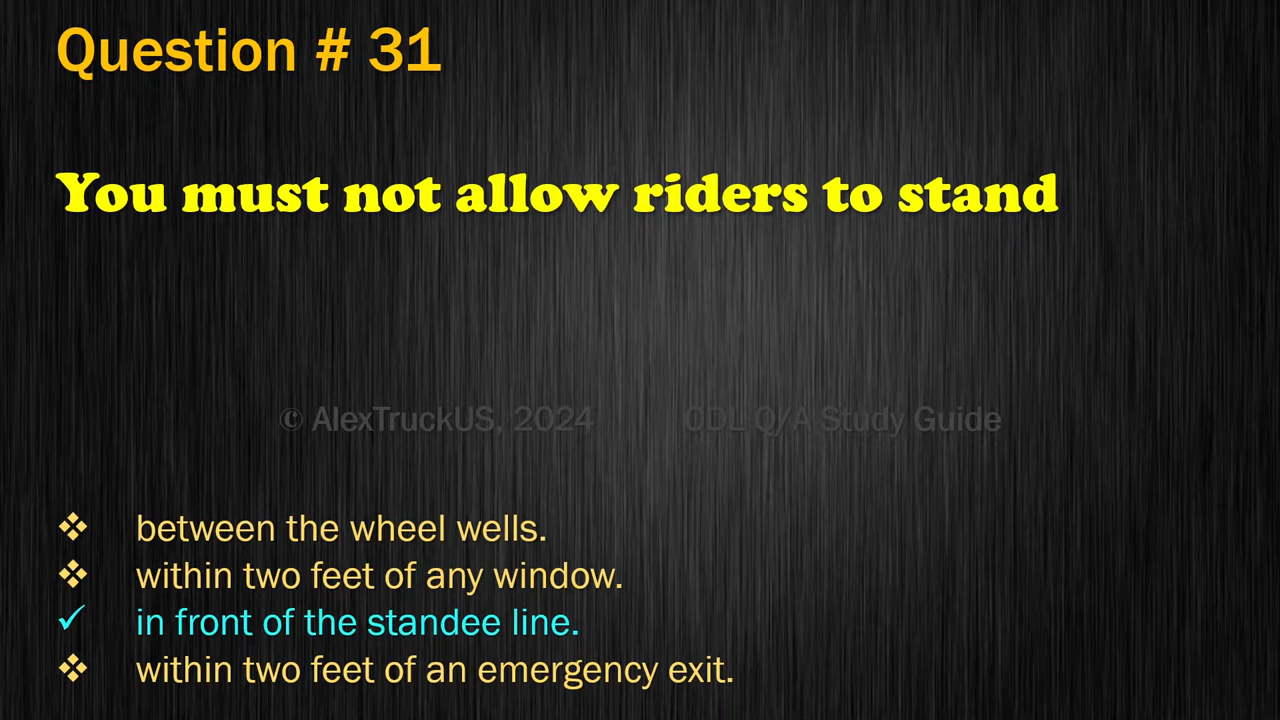 Question # 31
You must not allow riders to stand
© AlexTruckUS, 2024 CDL Q/A Study Guide
❖ between the wheel wells.
❖ within two feet of any window.
✓ in front of the standee line.
❖ within two feet of an emergency exit.